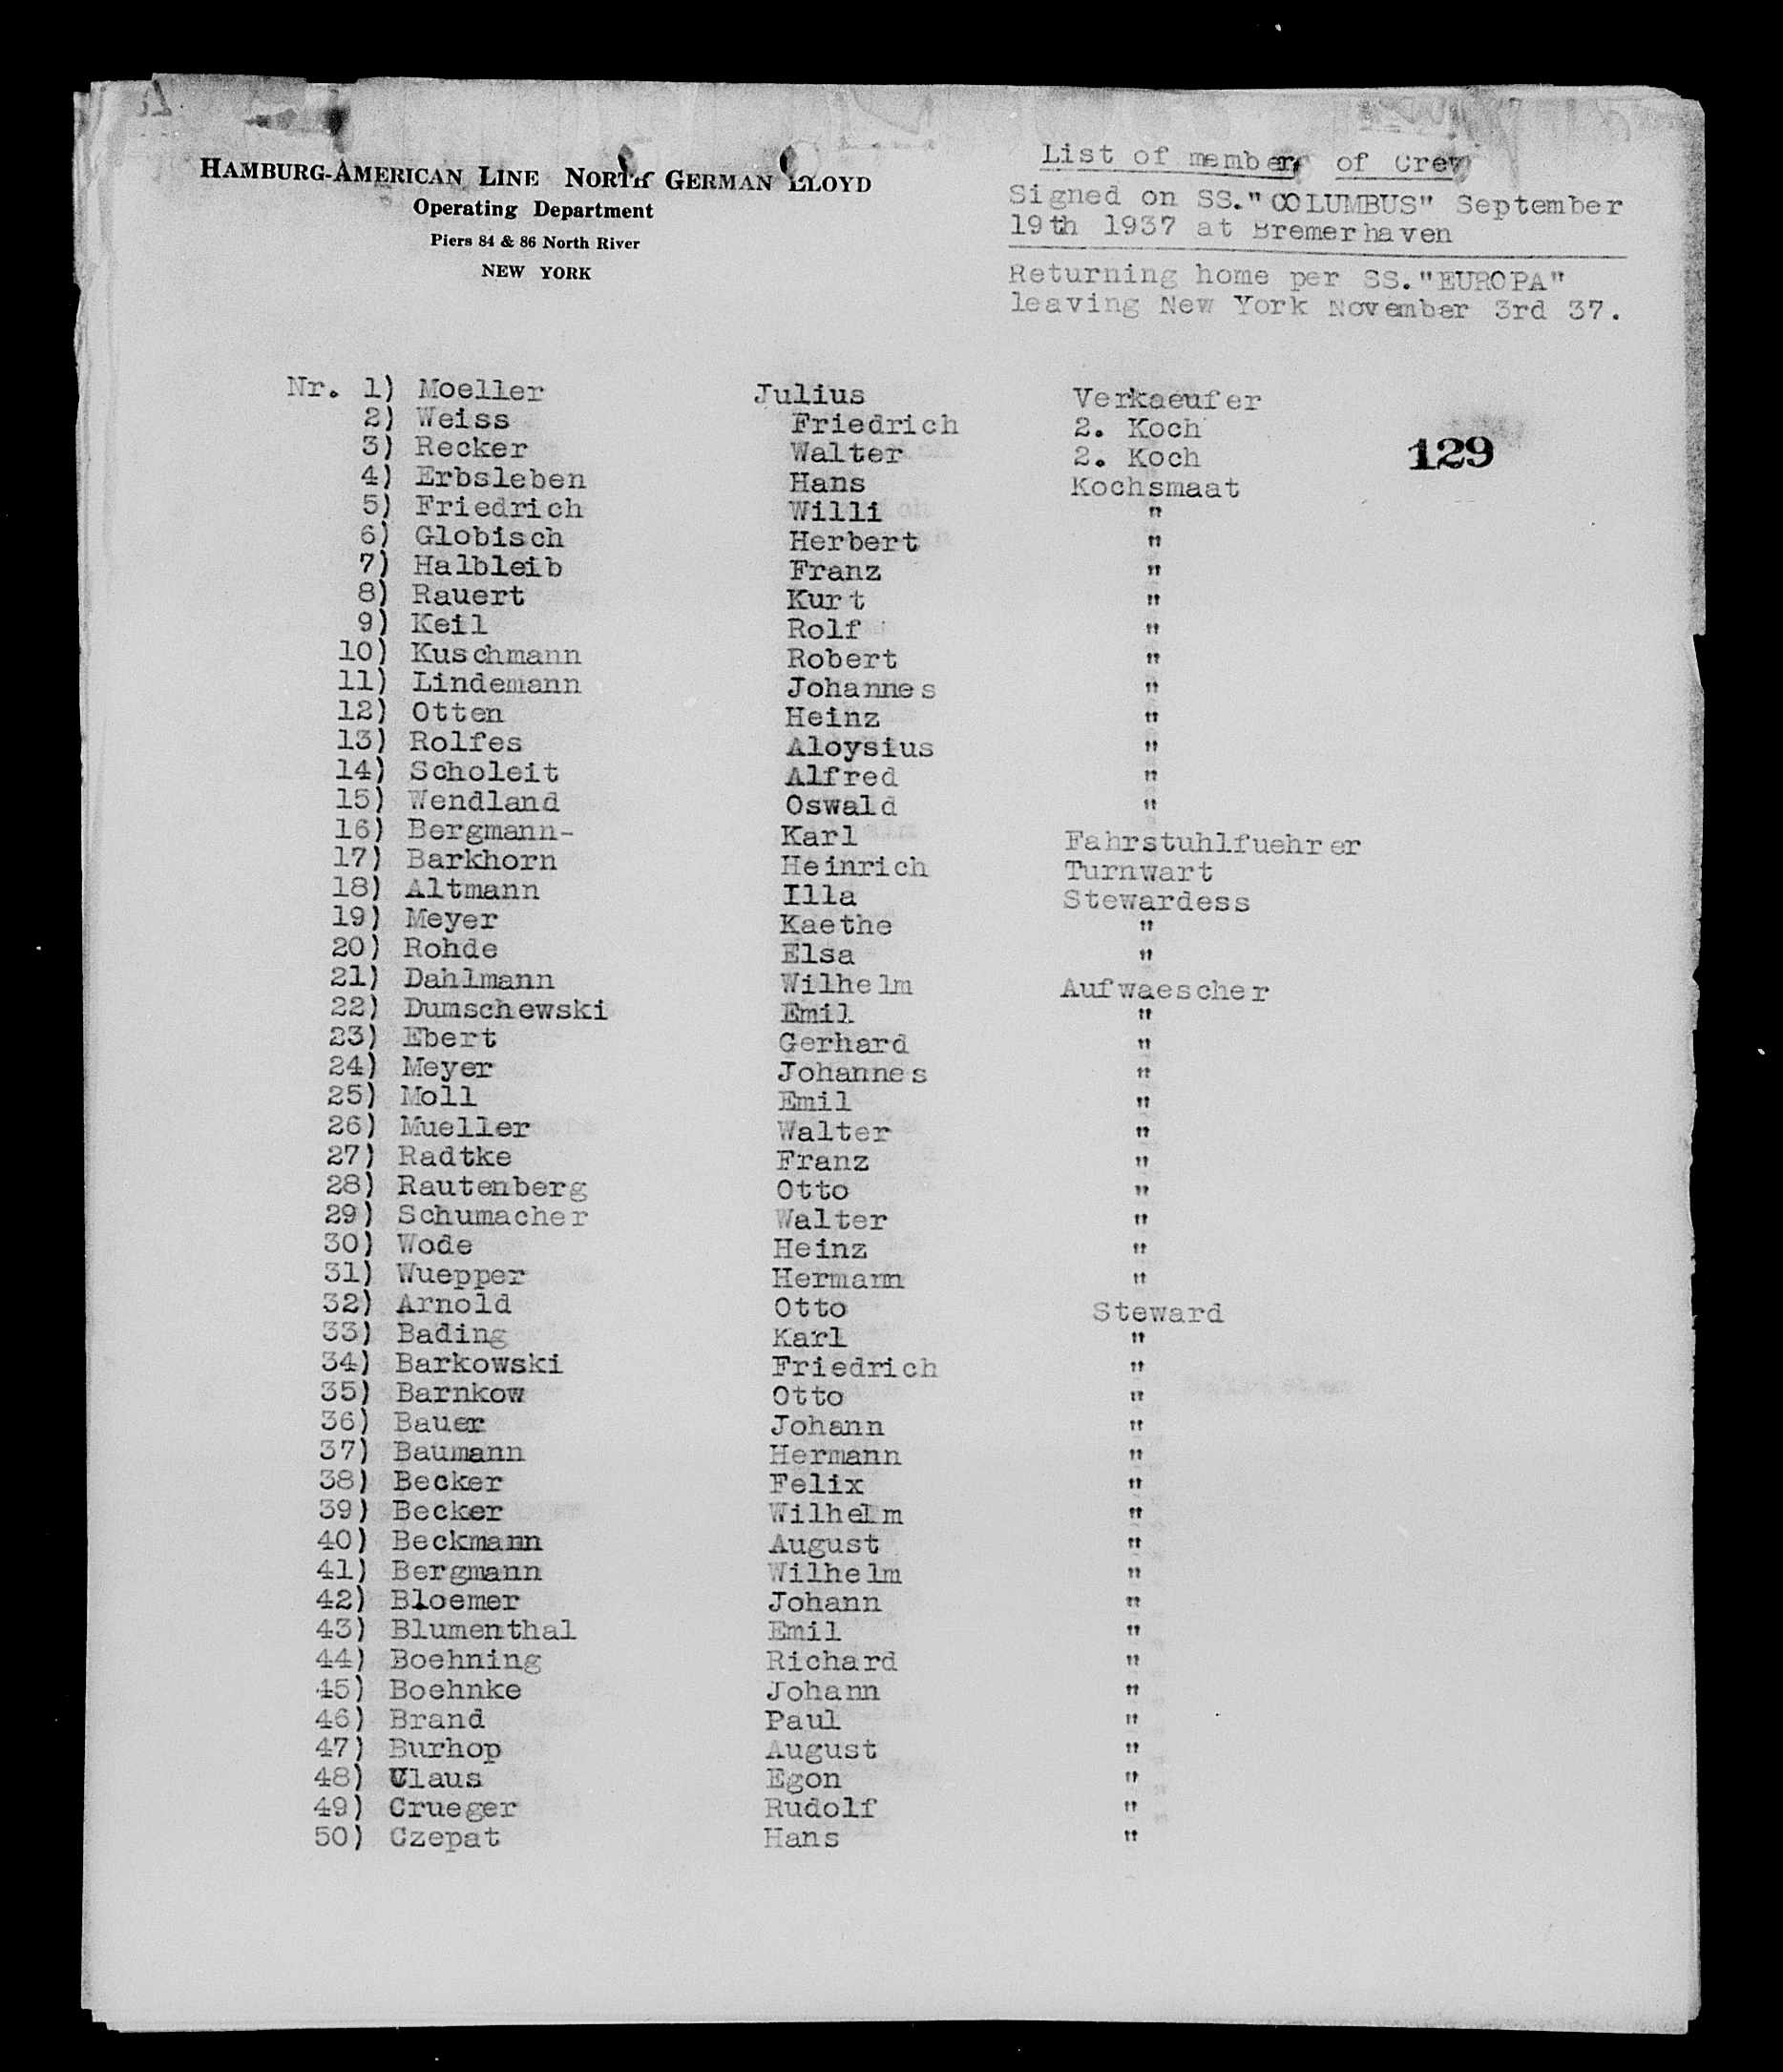 HAMBURG-AMERICAN LINE NORTH GERMAN LLOYD
Operating Department
Piers 84 & 86 North River
NEW YORK
List of members of Crew
Signed on SS."COLUMBUS" September
19th 1937 at Bremerhaven
Returning home per SS."EUROPA"
leaving New York November 3rd 37.
129
Nr. 1) Moeller Julius Verkaeufer
2) Weiss Friedrich 2. Koch
3) Recker Walter 2. Koch
4) Erbsleben Hans Kochsmaat
5) Friedrich Willi "
6) Globisch Herbert "
7) Halbleib Franz "
8) Rauert Kurt "
9) Keil Rolf "
10) Kuschmann Robert "
11) Lindemann Johannes "
12) Otten Heinz "
13) Rolfes Aloysius "
14) Scholeit Alfred "
15) Wendland Oswald "
16) Bergmann- Karl Fahrstuhlfuehrer
17) Barkhorn Heinrich Turnwart
18) Altmann Illa Stewardess
19) Meyer Kaethe "
20) Rohde Elsa "
21) Dahlmann Wilhelm Aufwaescher
22) Dumschewski Emil "
23) Ebert Gerhard "
24) Meyer Johannes "
25) Moll Emil "
26) Mueller Walter "
27) Radtke Franz "
28) Rautenberg Otto "
29) Schumacher Walter "
30) Wode Heinz "
31) Wuepper Hermann "
32) Arnold Otto Steward
33) Bading Karl "
34) Barkowski Friedrich "
35) Barnkow Otto "
36) Bauer Johann "
37) Baumann Hermann "
38) Becker Felix "
39) Becker Wilhelm "
40) Beckmann August "
41) Bergmann Wilhelm "
42) Bloemer Johann "
43) Blumenthal Emil "
44) Boehning Richard "
45) Boehnke Johann "
46) Brand Paul "
47) Burhop August "
48) Claus Egon "
49) Crueger Rudolf "
50) Czepat Hans "